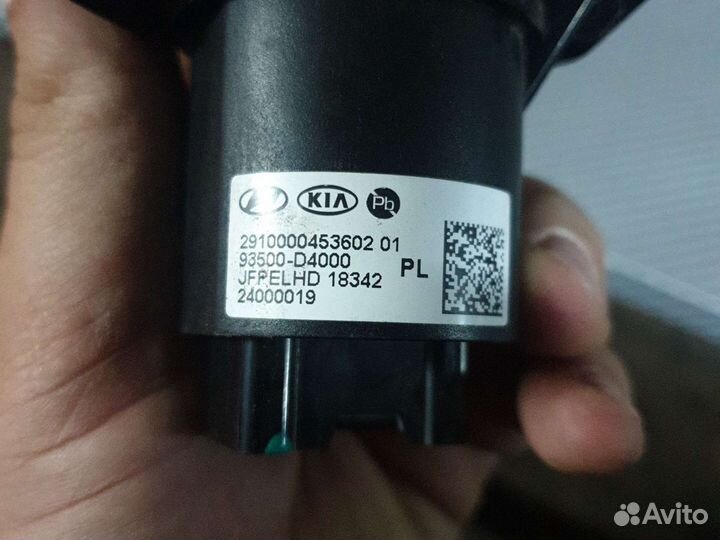 KIA Pb
2910000453602 01
93500-D4000 PL
JFPELHD 18342
24000019
Avito